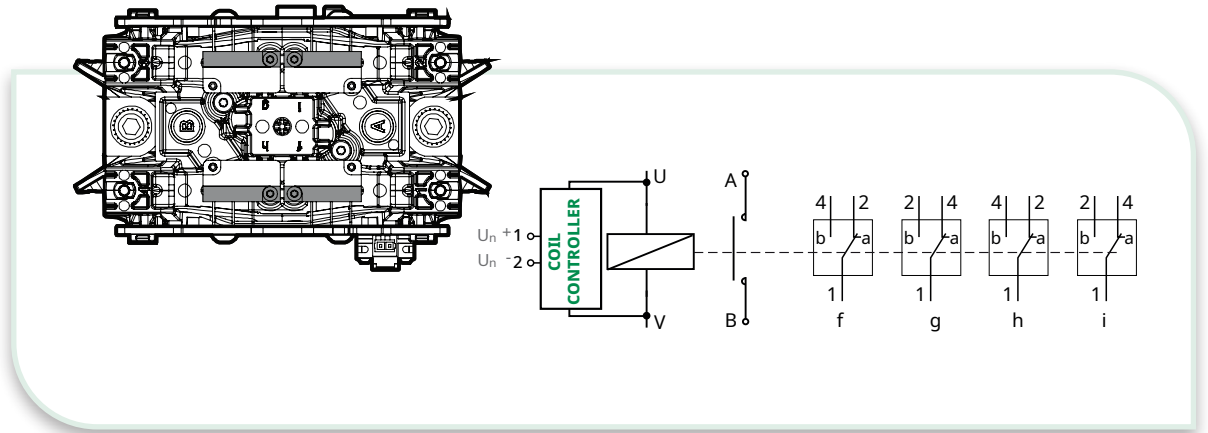 g i
B A
h f
U
A
4 2 2 4 4 2 2 4
b a b a b a b a
COIL CONTROLLER
Uₙ + 1
Uₙ - 2
1 1 1 1
V
B
f g h i